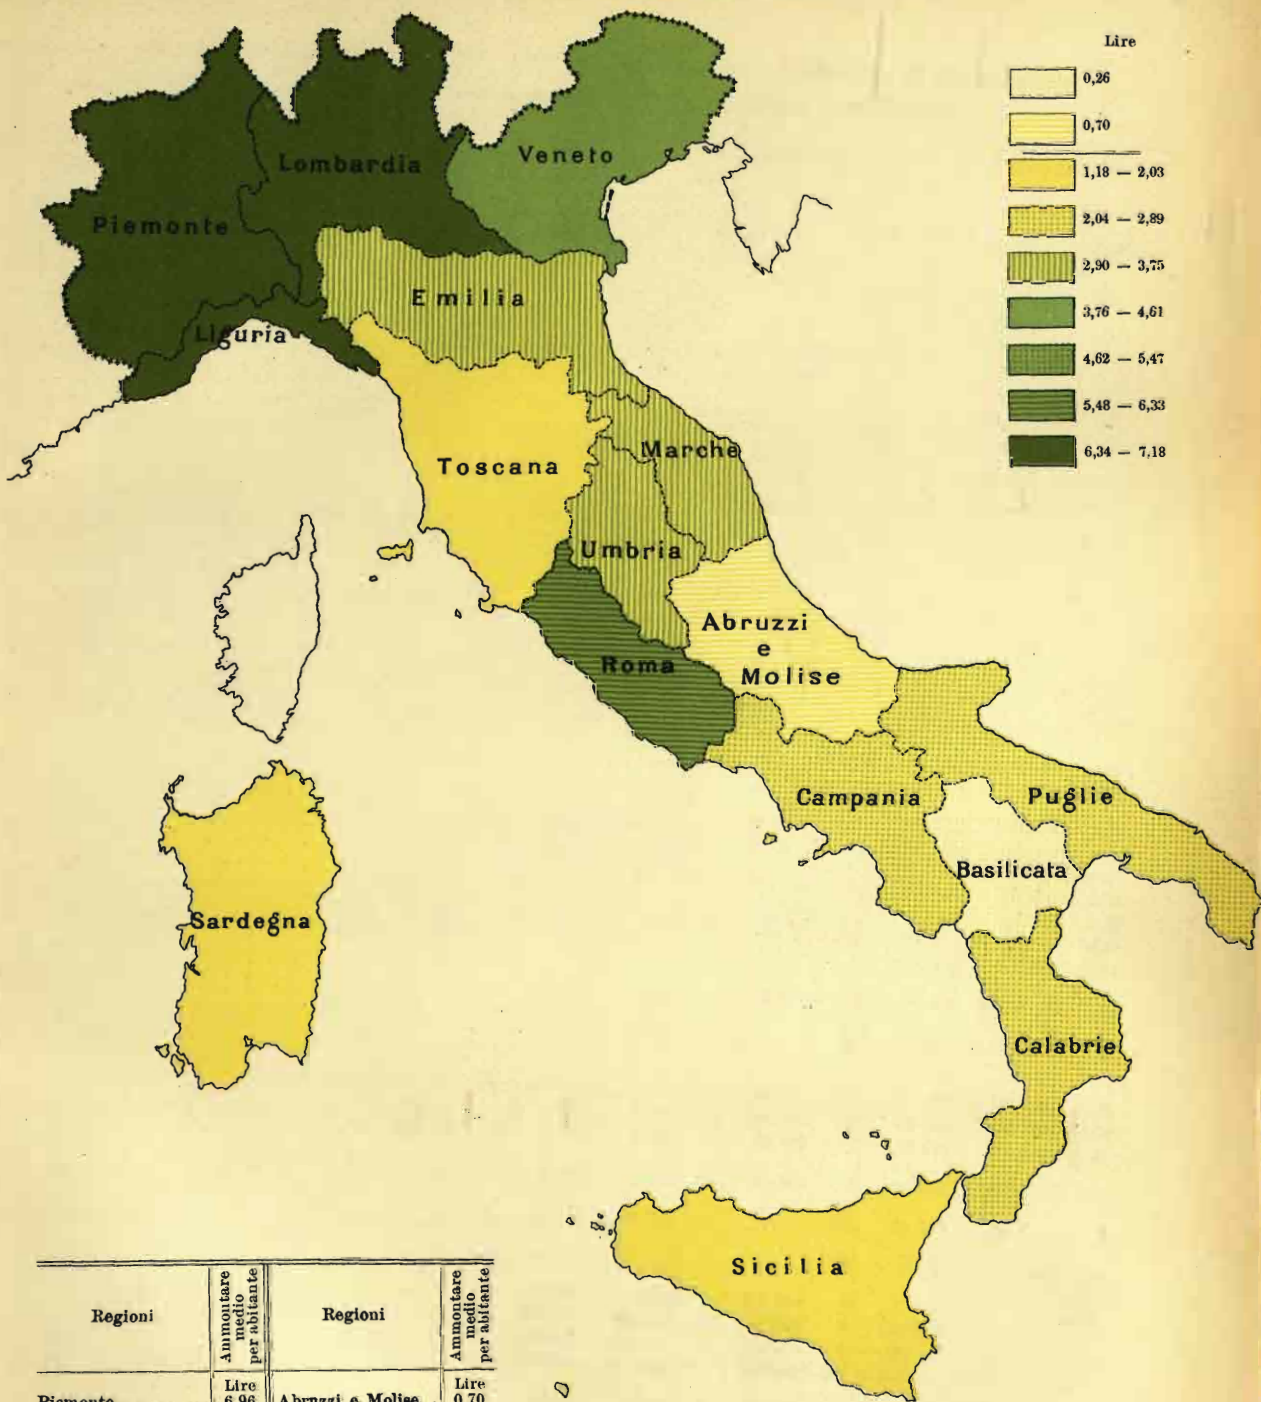 Lire
0,26
0,70
1,18 — 2,03
2,04 — 2,89
2,90 — 3,75
3,76 — 4,61
4,62 — 5,47
5,48 — 6,33
6,34 — 7,18
Lombardia
Veneto
Piemonte
Emilia
Liguria
Toscana
Marche
Umbria
Abruzzi
e
Molise
Roma
Campania
Puglie
Basilicata
Sardegna
Calabrie
Sicilia
Regioni
Ammontare
medio
per abitante
Regioni
Ammontare
medio
per abitante
Lire
Lire
Piemonte
6,96
Abruzzi e Molise
0,70